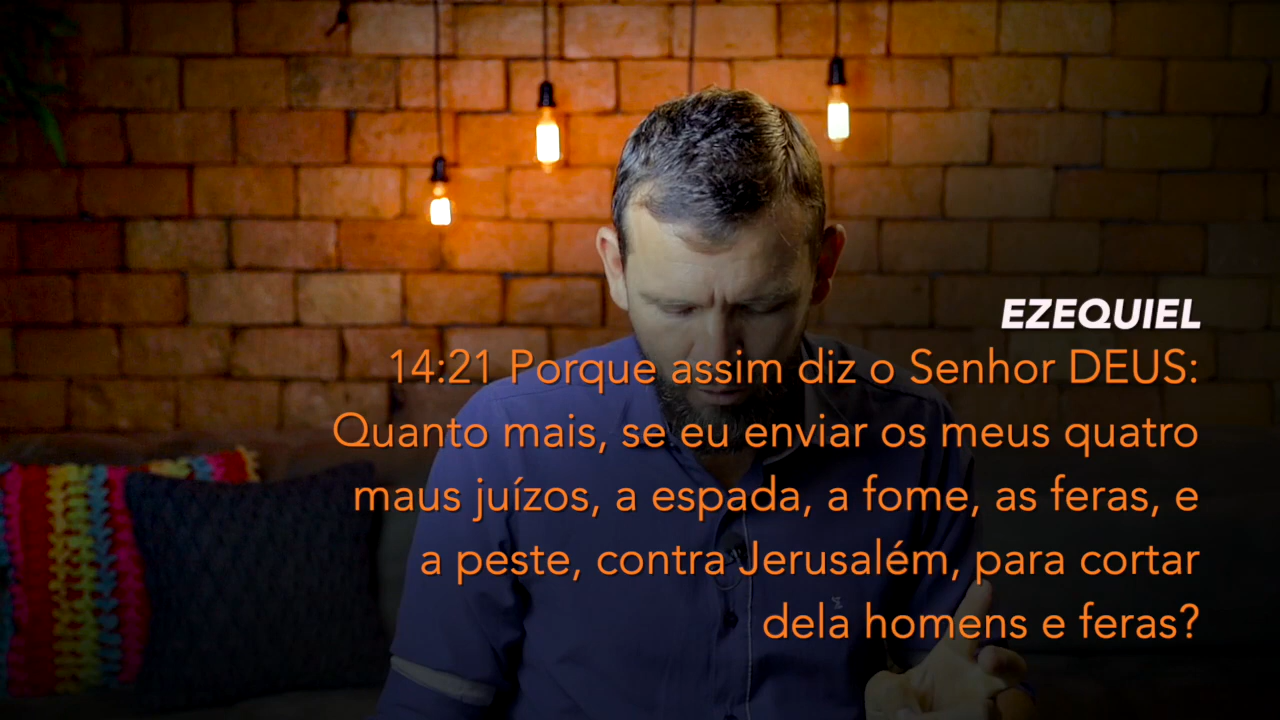 EZEQUIEL
14:21 Porque assim diz o Senhor DEUS:
Quanto mais, se eu enviar os meus quatro
maus juízos, a espada, a fome, as feras, e
a peste, contra Jerusalém, para cortar
dela homens e feras?